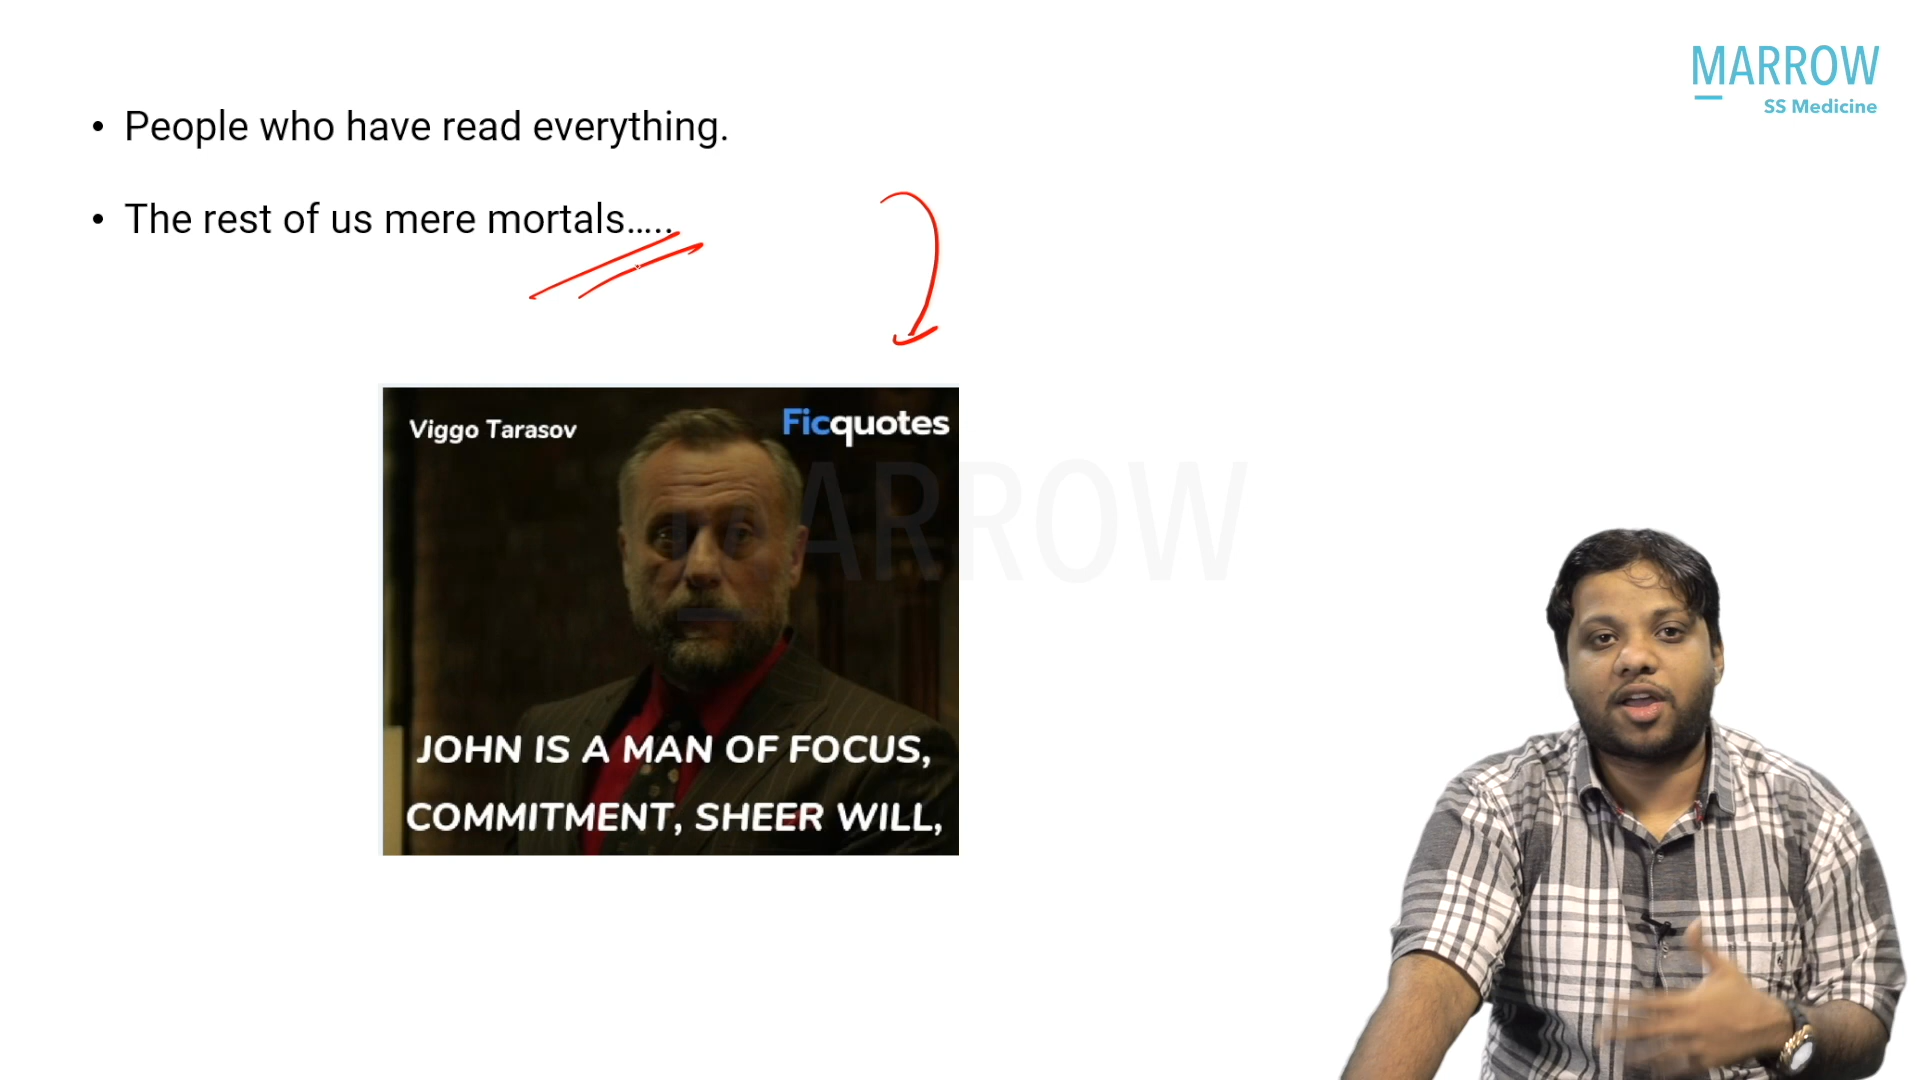 MARROW
SS Medicine
• People who have read everything.
• The rest of us mere mortals.....
Viggo Tarasov
Ficquotes
MARROW
JOHN IS A MAN OF FOCUS,
COMMITMENT, SHEER WILL,